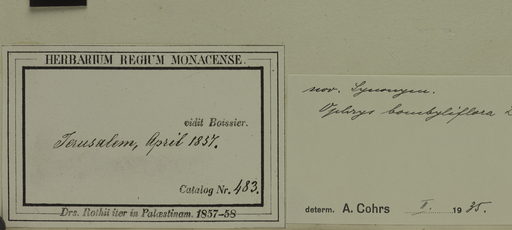 HERBARIUM REGIUM MONACENSE.
vidit Boissier.
Jerusalem, April 1857.
Catalog Nr. 483.
Drs. Rothii iter in Palæstinam. 1857-58
nov. Synonym.
Ophrys bombyliflora
determ. A. Cohrs V. 1935.